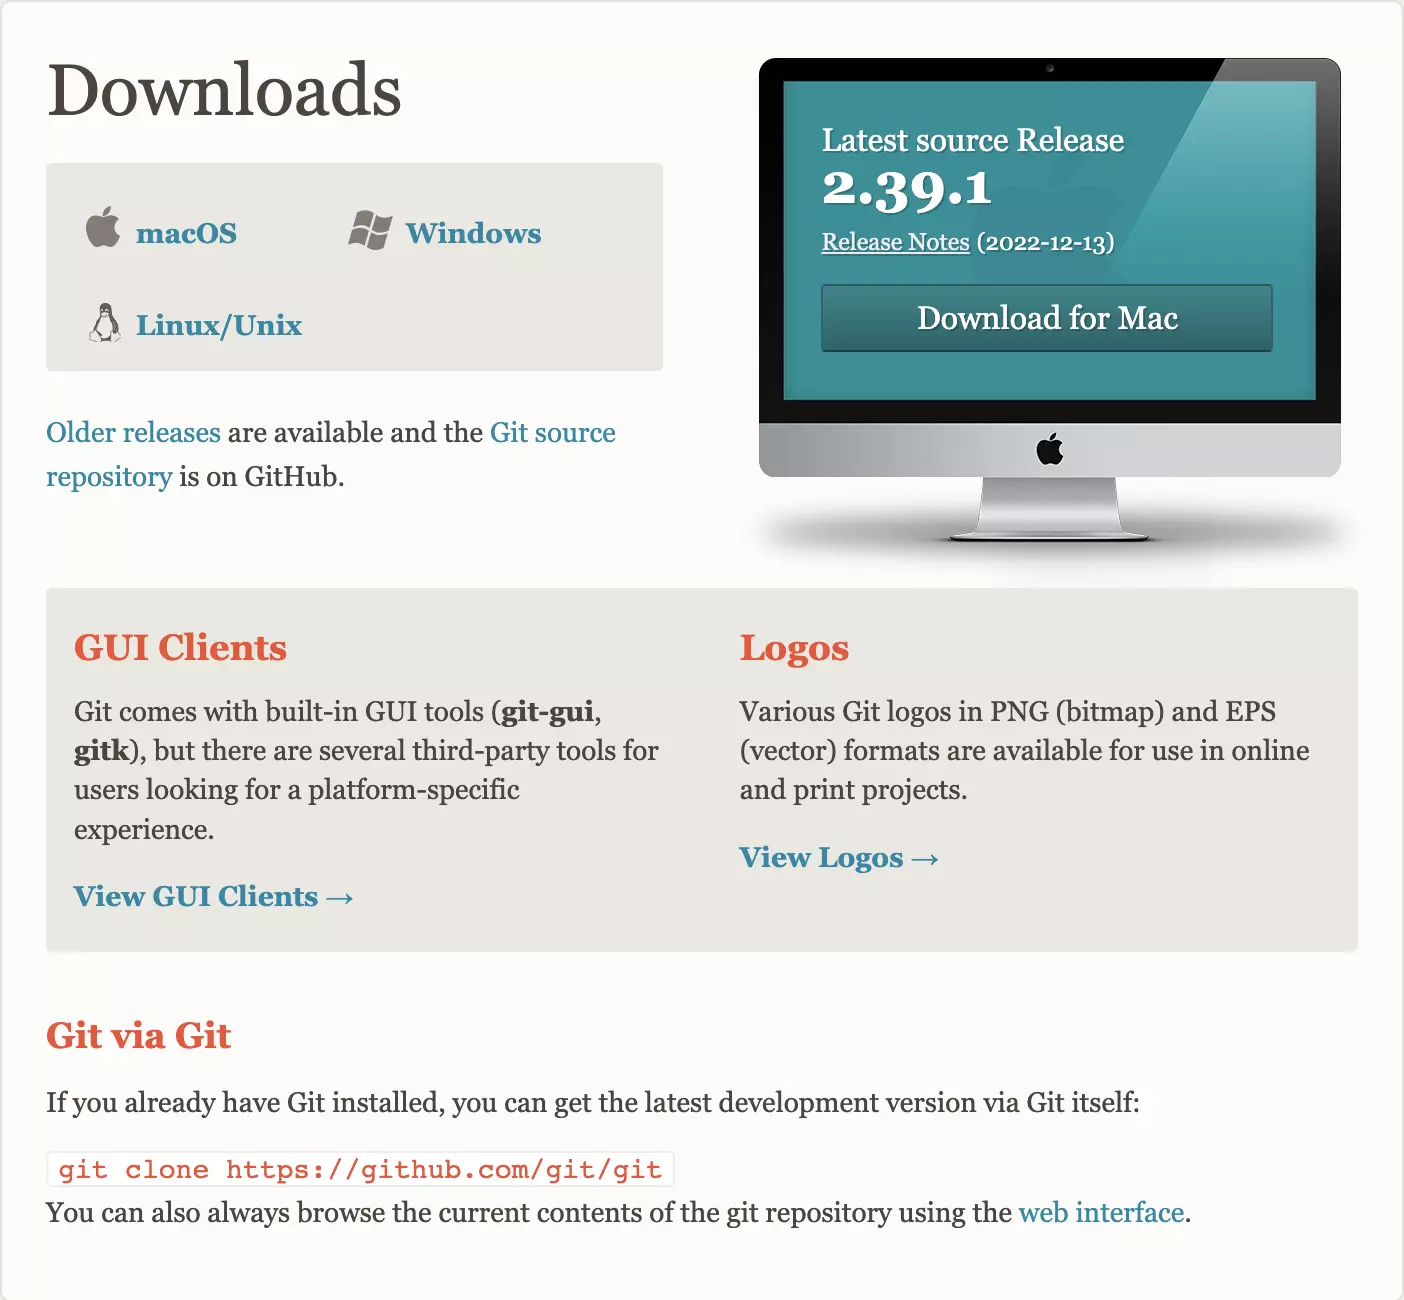 Downloads
macOS
Windows
Linux/Unix
Older releases are available and the Git source
repository is on GitHub.
Latest source Release
2.39.1
Release Notes (2022-12-13)
Download for Mac
GUI Clients
Git comes with built-in GUI tools (git-gui,
gitk), but there are several third-party tools for
users looking for a platform-specific
experience.
View GUI Clients →
Logos
Various Git logos in PNG (bitmap) and EPS
(vector) formats are available for use in online
and print projects.
View Logos →
Git via Git
If you already have Git installed, you can get the latest development version via Git itself:
git clone https://github.com/git/git
You can also always browse the current contents of the git repository using the web interface.